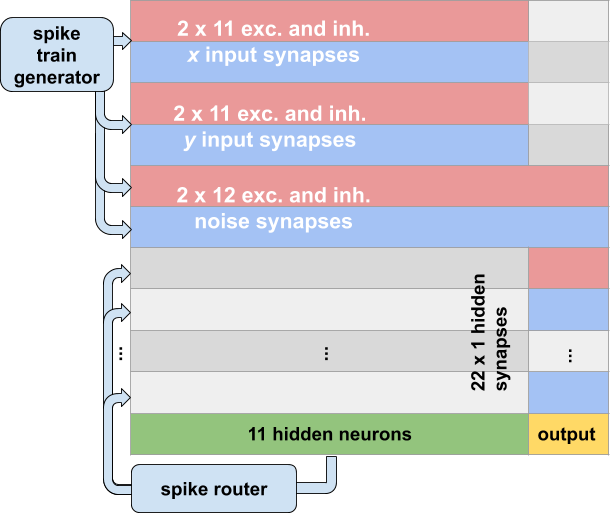 spike
train
generator
2 x 11 exc. and inh.
x input synapses
2 x 11 exc. and inh.
y input synapses
2 x 12 exc. and inh.
noise synapses
22 x 1 hidden
synapses
...
...
...
11 hidden neurons
output
spike router